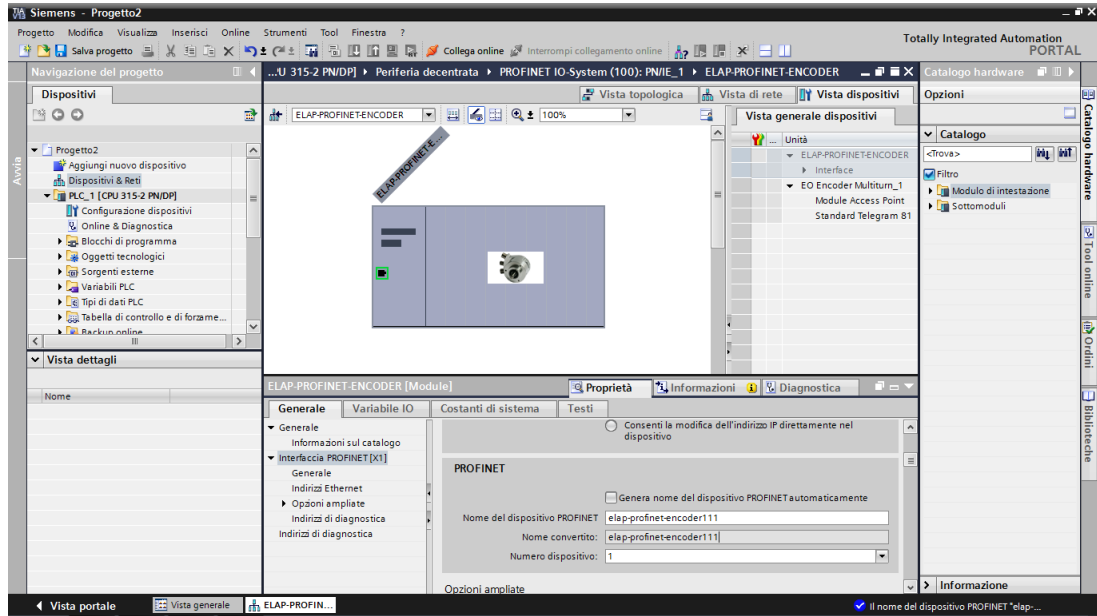 Siemens - Progetto2
Progetto Modifica Visualizza Inserisci Online Strumenti Tool Finestra ?
Totally Integrated Automation
PORTAL
Salva progetto
Collega online
Interrompi collegamento online
Navigazione del progetto
...'U 315-2 PN/DP] Periferia decentrata PROFINET IO-System (100): PN/IE_1 ELAP-PROFINET-ENCODER
Catalogo hardware
Dispositivi
Vista topologica
Vista di rete
Vista dispositivi
Opzioni
ELAP-PROFINET-ENCODER
100%
Vista generale dispositivi
Progetto2
Aggiungi nuovo dispositivo
Dispositivi & Reti
PLC_1 [CPU 315-2 PN/DP]
Configurazione dispositivi
Online & Diagnostica
Blocchi di programma
Oggetti tecnologici
Sorgenti esterne
Variabili PLC
Tipi di dati PLC
Tabella di controllo e di forzame...
Backup online
ELAP-PROFINET-E...
... Unità
ELAP-PROFINET-ENCODER
Interface
EO Encoder Multiturn_1
Module Access Point
Standard Telegram 81
Catalogo
<Trova>
Filtro
Modulo di intestazione
Sottomoduli
Catalogo hardware
Tool online
Ordini
Biblioteche
Avvia
Vista dettagli
Nome
ELAP-PROFINET-ENCODER [Module]
Proprietà
Informazioni
Diagnostica
Generale
Variabile IO
Costanti di sistema
Testi
Generale
Informazioni sul catalogo
Interfaccia PROFINET [X1]
Generale
Indirizzi Ethernet
Opzioni ampliate
Indirizzi di diagnostica
Indirizzi di diagnostica
Consenti la modifica dell'indirizzo IP direttamente nel
dispositivo
PROFINET
Genera nome del dispositivo PROFINET automaticamente
Nome del dispositivo PROFINET elap-profinet-encoder111
Nome convertito: elap-profinet-encoder111
Numero dispositivo: 1
Opzioni ampliate
Informazione
Vista portale
Vista generale
ELAP-PROFIN...
Il nome del dispositivo PROFINET "elap-...